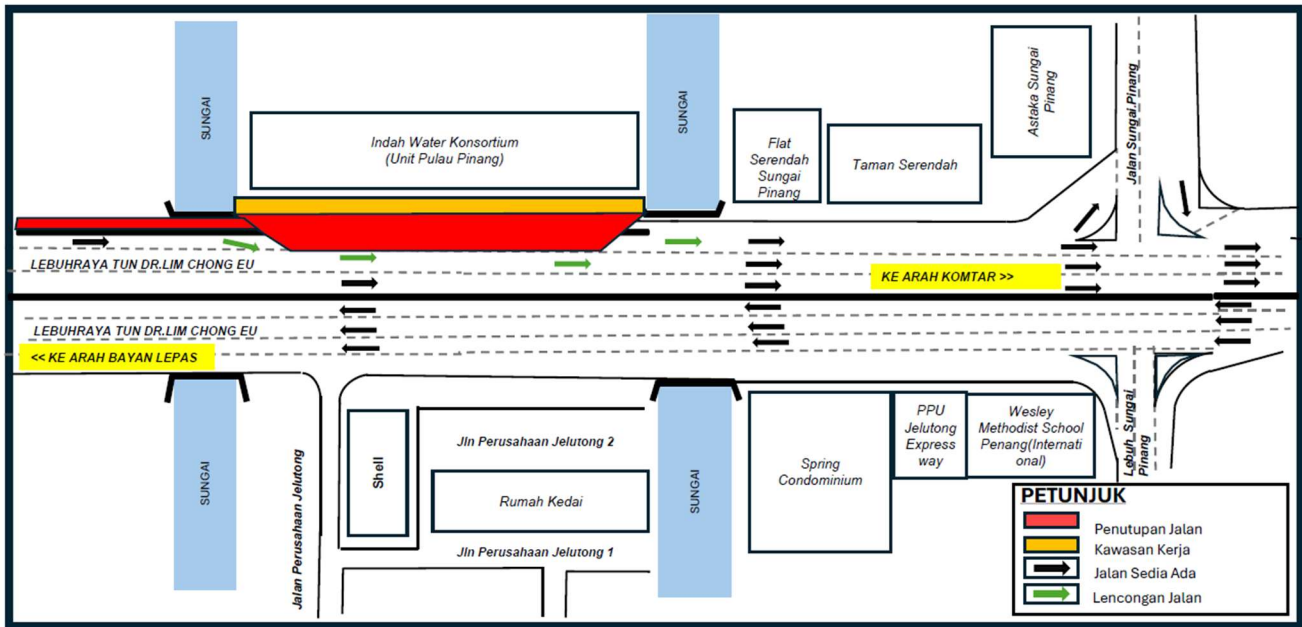 SUNGAI
Indah Water Konsortium
(Unit Pulau Pinang)
SUNGAI
Flat
Serendah
Sungai
Pinang
Taman Serendah
Astaka Sungai
Pinang
Jalan Sungai Pinang
LEBUHRAYA TUN DR.LIM CHONG EU
KE ARAH KOMTAR >>
LEBUHRAYA TUN DR.LIM CHONG EU
<< KE ARAH BAYAN LEPAS
SUNGAI
Jalan Perusahaan Jelutong
Shell
Jln Perusahaan Jelutong 2
Rumah Kedai
Jln Perusahaan Jelutong 1
SUNGAI
Spring
Condominium
PPU
Jelutong
Express
way
Wesley
Methodist School
Penang(Internati
onal)
Lebuh Sungai
Pinang
PETUNJUK
Penutupan Jalan
Kawasan Kerja
Jalan Sedia Ada
Lencongan Jalan